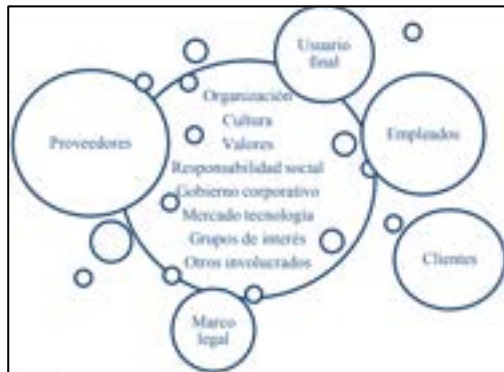 Usuario
final
Organización
Cultura
Valores
Proveedores
Empleados
Responsabilidad social
Gobierno corporativo
Mercado tecnología
Grupos de interés
Otros involucrados
Clientes
Marco
legal